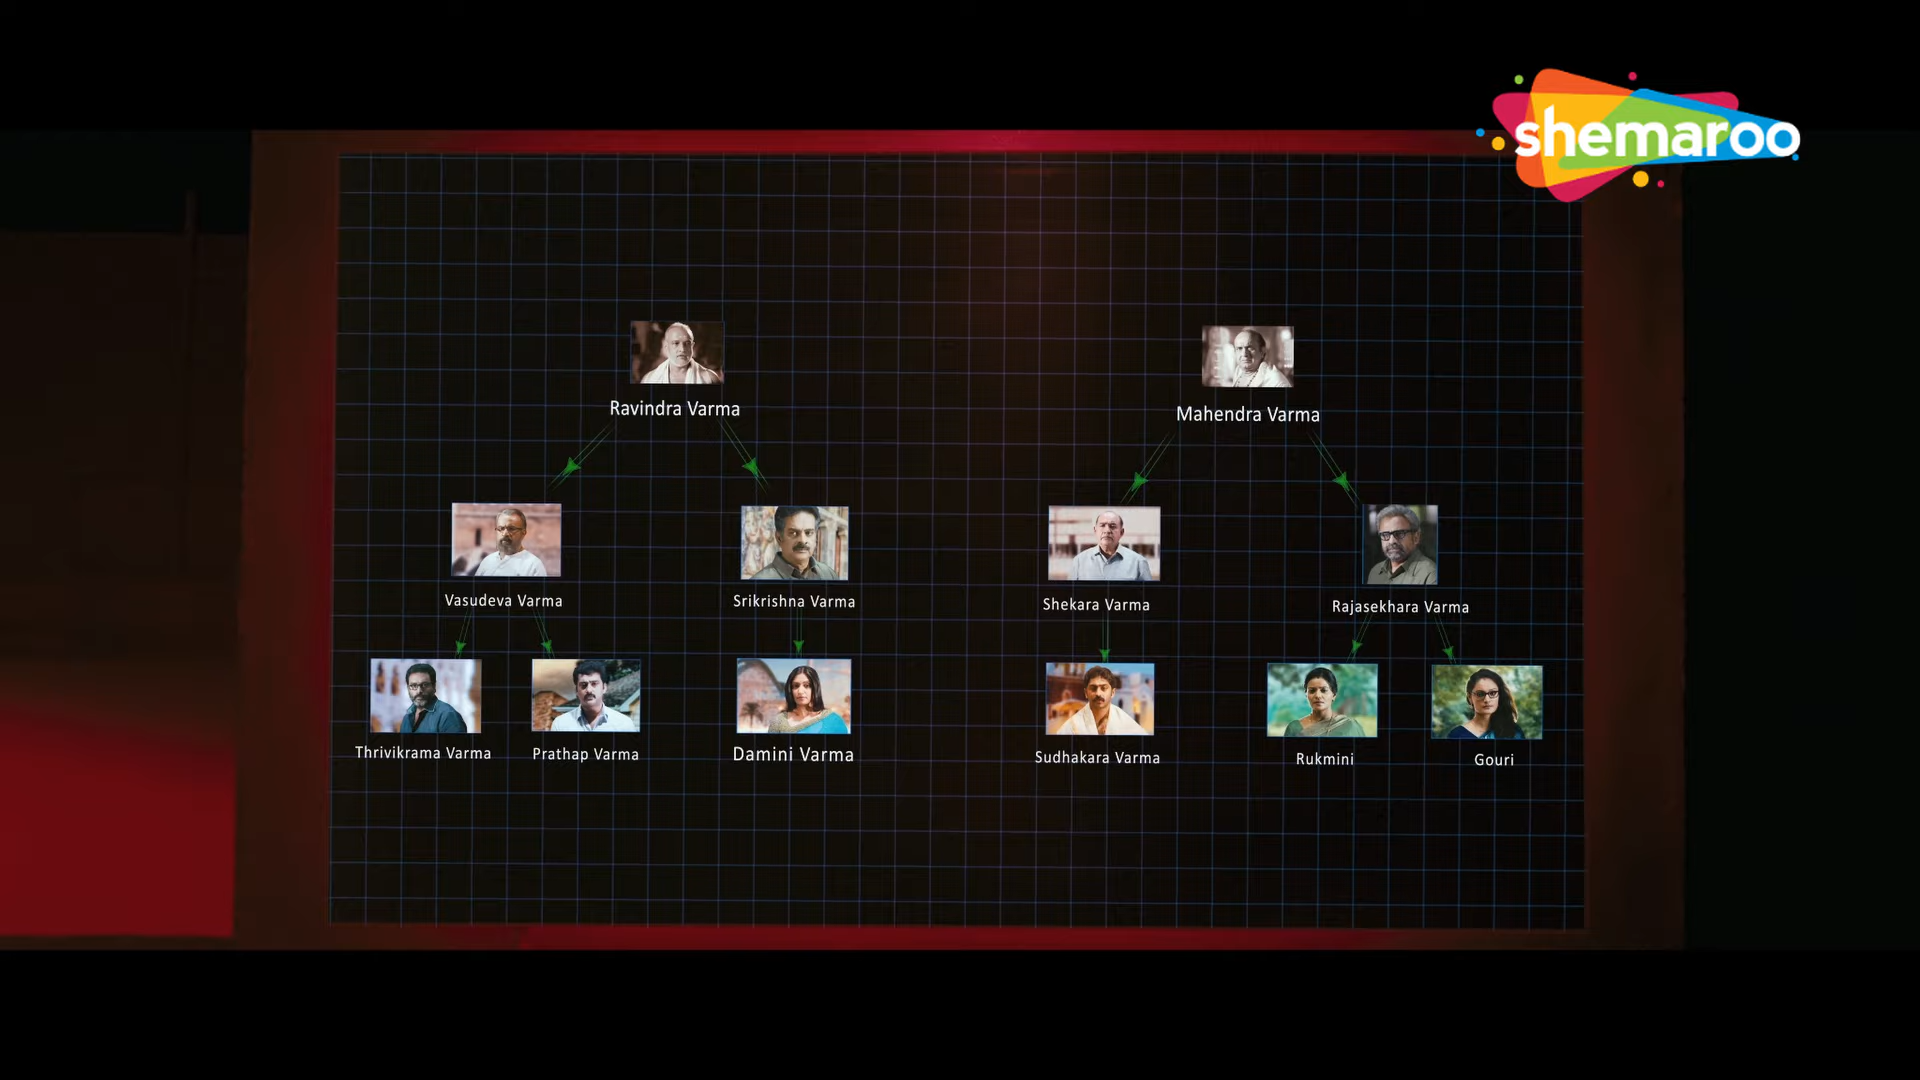 shemaroo
Ravindra Varma
Mahendra Varma
Vasudeva Varma
Srikrishna Varma
Shekara Varma
Rajasekhara Varma
Thrivikrama Varma
Prathap Varma
Damini Varma
Sudhakara Varma
Rukmini
Gouri